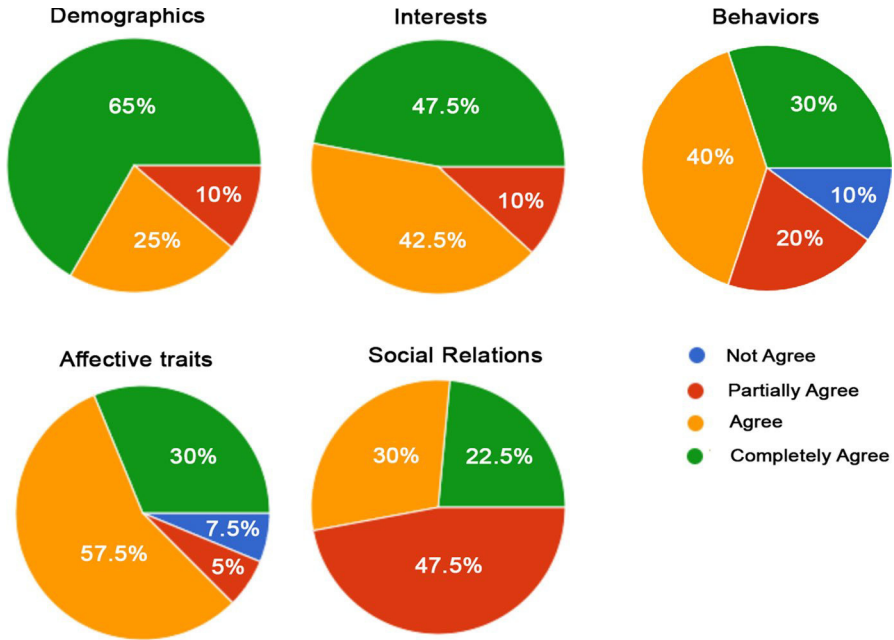 Demographics
65%
10%
25%
Interests
47.5%
10%
42.5%
Behaviors
30%
40%
10%
20%
Affective traits
30%
7.5%
5%
57.5%
Social Relations
30%
22.5%
47.5%
Not Agree
Partially Agree
Agree
Completely Agree